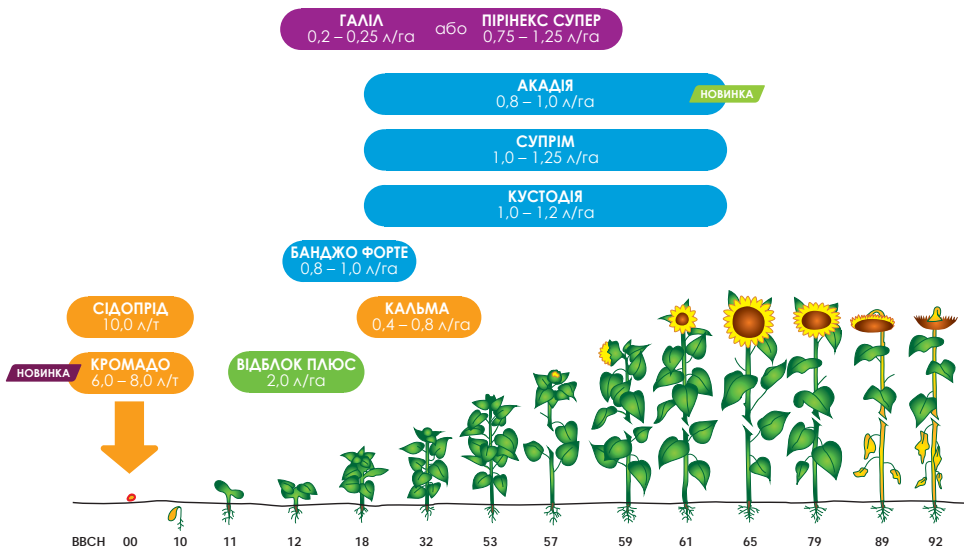 ГАЛІЛ
0,2 – 0,25 л/га
або
ПІРІНЕКС СУПЕР
0,75 – 1,25 л/га
АКАДІЯ
0,8 – 1,0 л/га
НОВИНКА
СУПРІМ
1,0 – 1,25 л/га
КУСТОДІЯ
1,0 – 1,2 л/га
БАНДЖО ФОРТЕ
0,8 – 1,0 л/га
СІДОПРІД
10,0 л/т
КАЛЬМА
0,4 – 0,8 л/га
НОВИНКА
КРОМАДО
6,0 – 8,0 л/т
ВІДБЛОК ПЛЮС
2,0 л/га
ВВСН 00 10 11 12 18 32 53 57 59 61 65 79 89 92